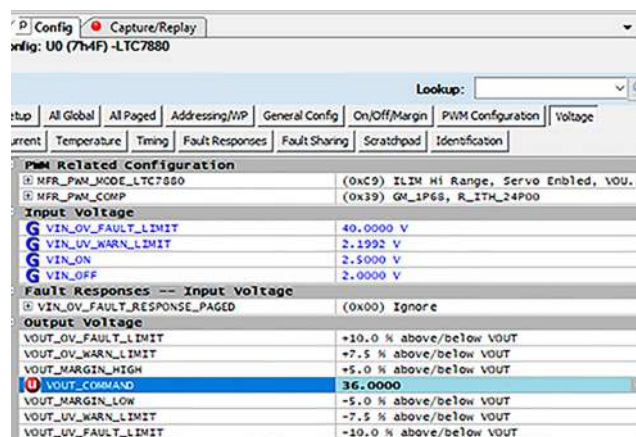 P Config Capture/Replay
onfig: U0 (7h4F) -LTC7880
Lookup:
etup All Global All Paged Addressing/WP General Config On/Off/Margin PWM Configuration Voltage
urrent Temperature Timing Fault Responses Fault Sharing Scratchpad Identification
PWM Related Configuration
MFR_PWM_MODE_LTC7880 (0xC9) ILIM Hi Range, Servo Enbled, VOU.
MFR_PWM_COMP (0x39) GM_1P68, R_ITH_24P00
Input Voltage
G VIN_OV_FAULT_LIMIT 40.0000 V
G VIN_UV_WARN_LIMIT 2.1992 V
G VIN_ON 2.5000 V
G VIN_OFF 2.0000 V
Fault Responses -- Input Voltage
VIN_OV_FAULT_RESPONSE_PAGED (0x00) Ignore
Output Voltage
VOUT_OV_FAULT_LIMIT +10.0 % above/below VOUT
VOUT_OV_WARN_LIMIT +7.5 % above/below VOUT
VOUT_MARGIN_HIGH +5.0 % above/below VOUT
U VOUT_COMMAND 36.0000
VOUT_MARGIN_LOW -5.0 % above/below VOUT
VOUT_UV_WARN_LIMIT -7.5 % above/below VOUT
VOUT_UV_FAULT_LIMIT -10.0 % above/below VOUT